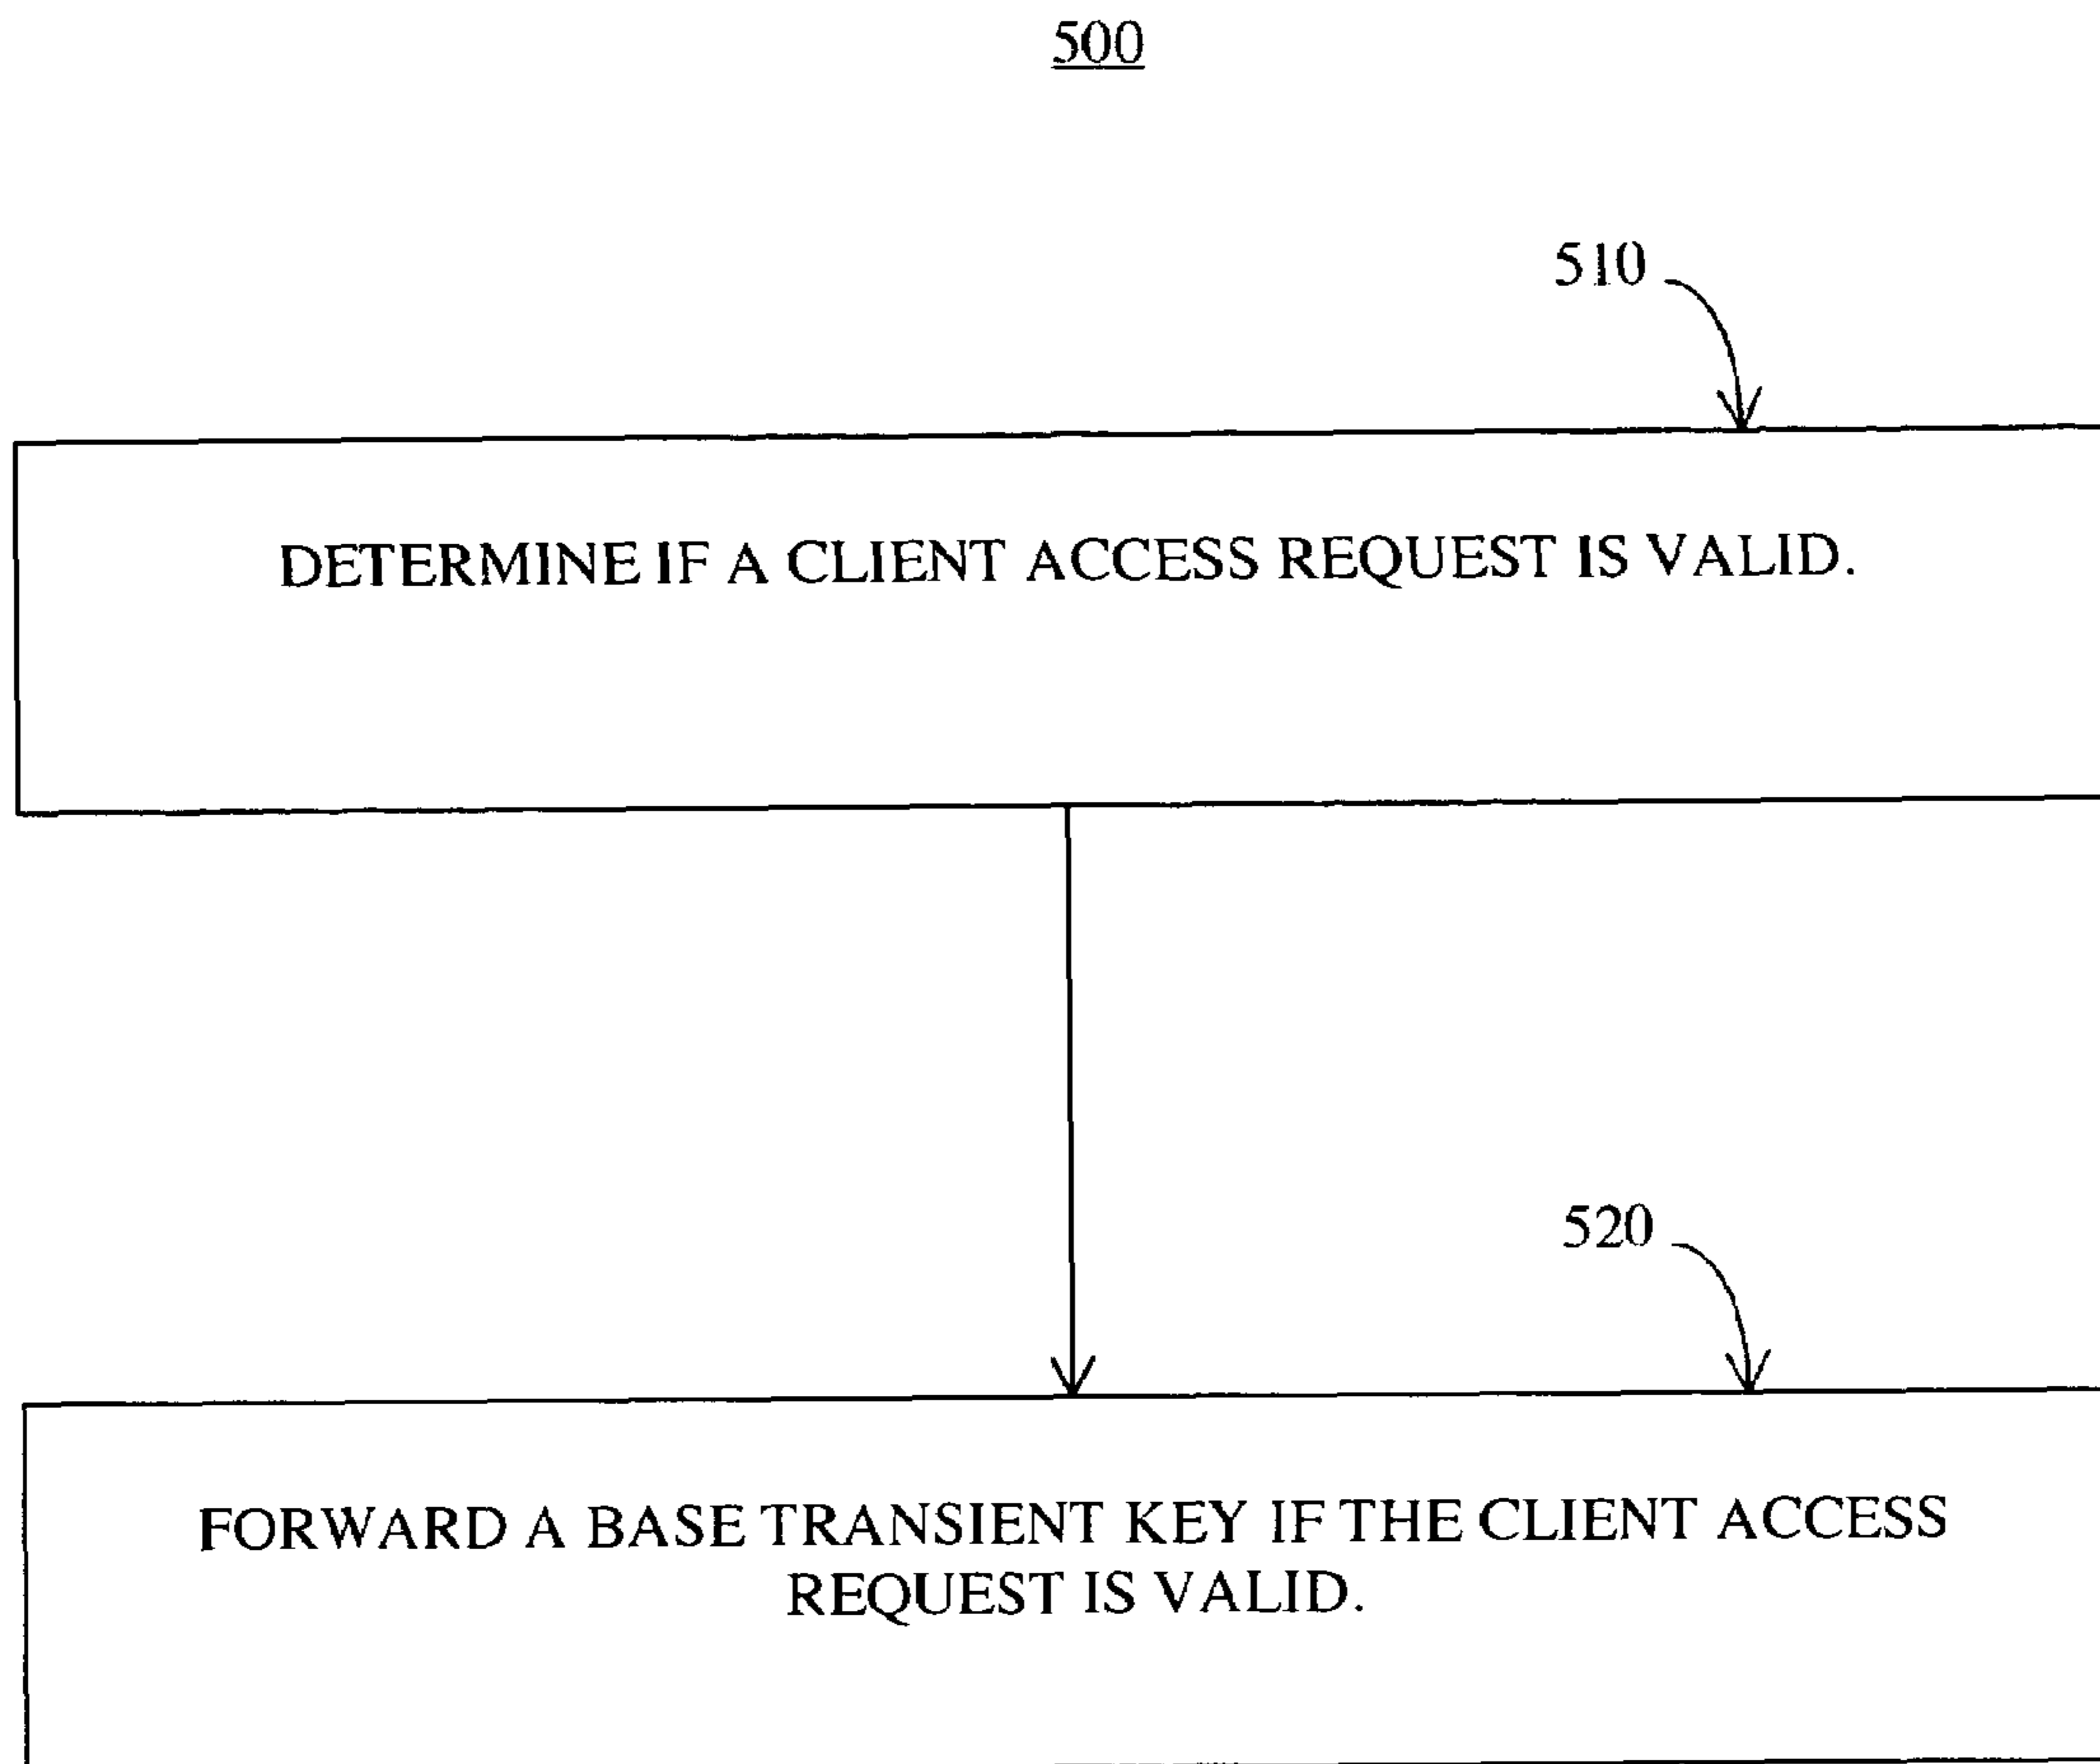 500
510
DETERMINE IF A CLIENT ACCESS REQUEST IS VALID.
520
FORWARD A BASE TRANSIENT KEY IF THE CLIENT ACCESS
REQUEST IS VALID.